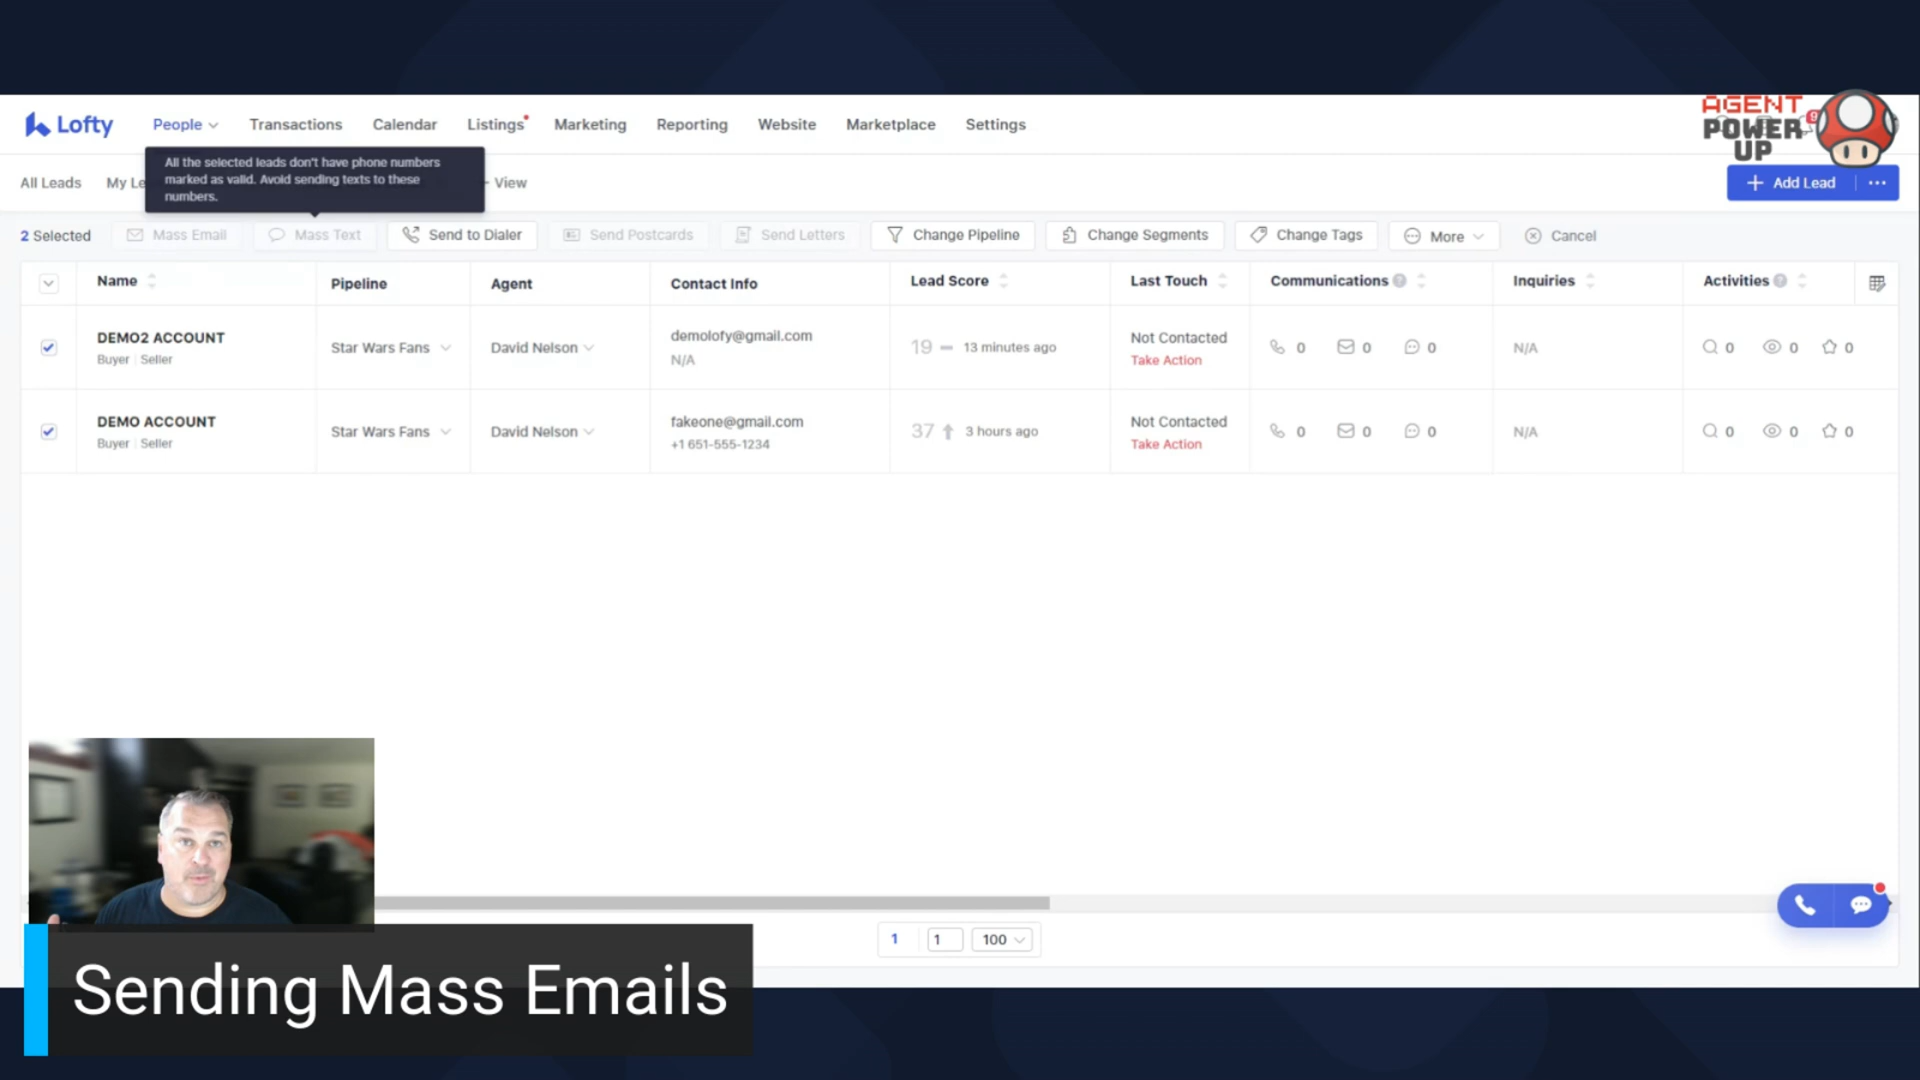 Lofty
People
Transactions
Calendar
Listings
Marketing
Reporting
Website
Marketplace
Settings
AGENT
POWER
UP
9
All the selected leads don't have phone numbers
marked as valid. Avoid sending texts to these
numbers.
All Leads
My Le
View
+ Add Lead
2 Selected
Mass Email
Mass Text
Send to Dialer
Send Postcards
Send Letters
Change Pipeline
Change Segments
Change Tags
More
Cancel
Name
Pipeline
Agent
Contact Info
Lead Score
Last Touch
Communications
Inquiries
Activities
DEMO2 ACCOUNT
Buyer Seller
Star Wars Fans
David Nelson
demolofy@gmail.com
N/A
19 13 minutes ago
Not Contacted
Take Action
0 0 0
N/A
0 0 0
DEMO ACCOUNT
Buyer Seller
Star Wars Fans
David Nelson
fakeone@gmail.com
+1 651-555-1234
37 3 hours ago
Not Contacted
Take Action
0 0 0
N/A
0 0 0
1 1 100
Sending Mass Emails